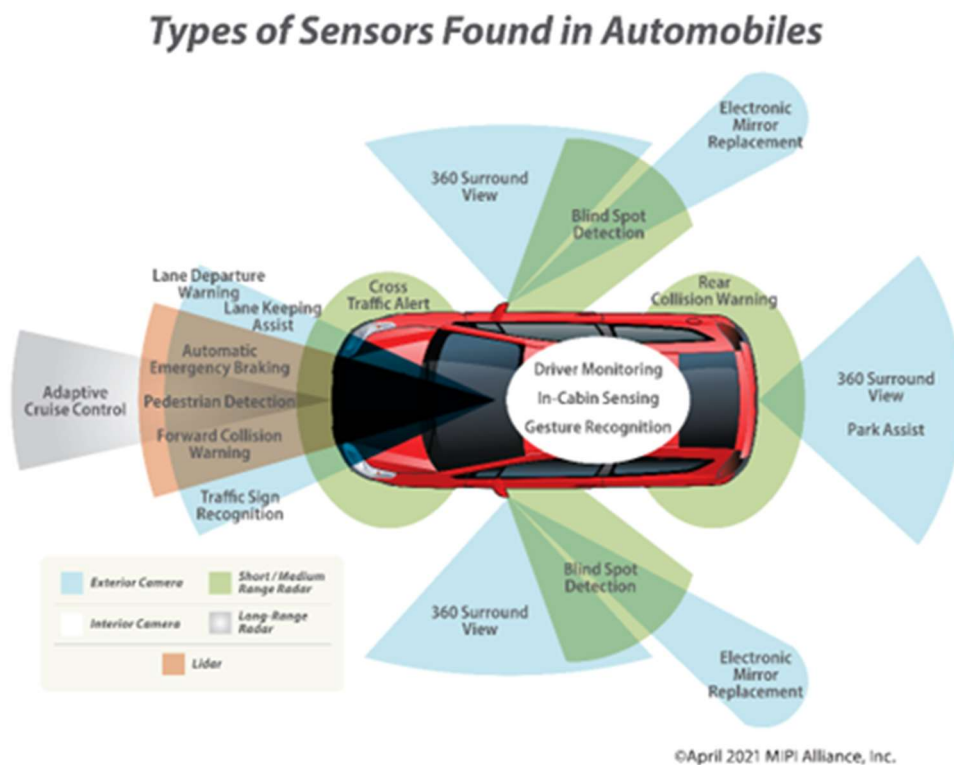 Types of Sensors Found in Automobiles
Electronic
Mirror
Replacement
360 Surround
View
Blind Spot
Detection
Lane Departure
Warning
Lane Keeping
Assist
Cross
Traffic Alert
Rear
Collision Warning
Automatic
Emergency Braking
Adaptive
Cruise Control
Pedestrian Detection
Forward Collision
Warning
Traffic Sign
Recognition
Driver Monitoring
In-Cabin Sensing
Gesture Recognition
360 Surround
View
Park Assist
Blind Spot
Detection
360 Surround
View
Electronic
Mirror
Replacement
Exterior Camera
Short / Medium
Range Radar
Interior Camera
Long-Range
Radar
Lidar
©April 2021 MIPI Alliance, Inc.